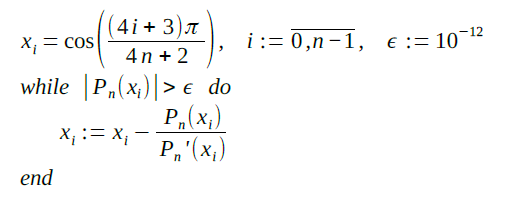 x_i = cos( ((4i + 3)π) / (4n + 2) ), i := \overline{0,n−1}, ϵ := 10^{−12}
while |P_n(x_i)| > ϵ do
x_i := x_i − P_n(x_i) / P_n'(x_i)
end